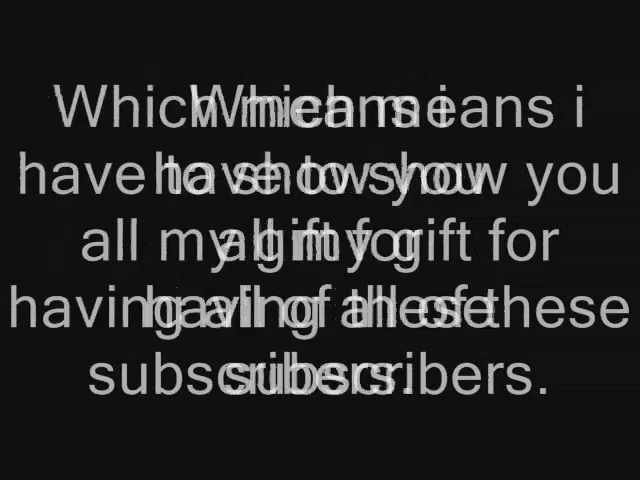 Which means i
have to show you
all my gift for
having all of these
subscribers.